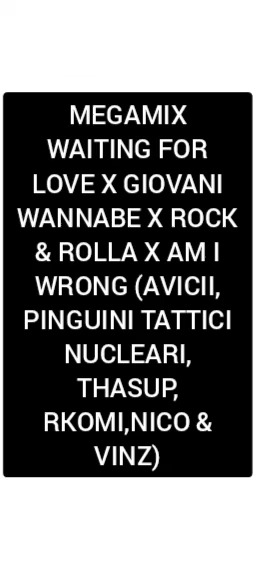 MEGAMIX
WAITING FOR
LOVE X GIOVANI
WANNABE X ROCK
& ROLLA X AM I
WRONG (AVICII,
PINGUINI TATTICI
NUCLEARI,
THASUP,
RKOMI,NICO &
VINZ)